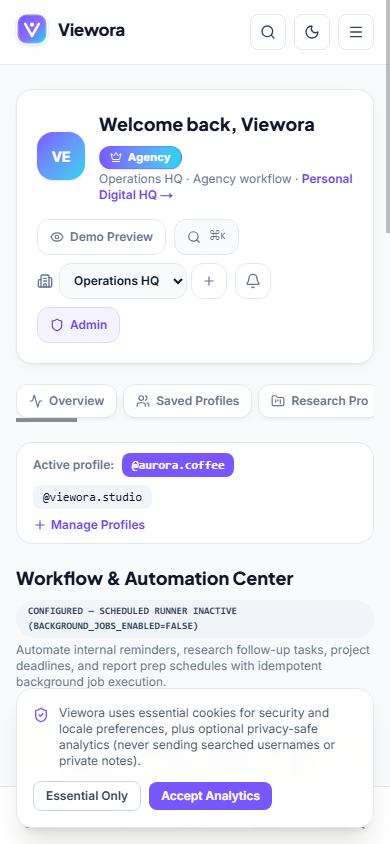 Viewora
Welcome back, Viewora
VE
Agency
Operations HQ · Agency workflow · Personal
Digital HQ →
Demo Preview
⌘K
Operations HQ
+
Admin
Overview
Saved Profiles
Research Pro
Active profile:
@aurora.coffee
@viewora.studio
+ Manage Profiles
Workflow & Automation Center
CONFIGURED — SCHEDULED RUNNER INACTIVE
(BACKGROUND_JOBS_ENABLED=FALSE)
Automate internal reminders, research follow-up tasks, project
deadlines, and report prep schedules with idempotent
background job execution.
Viewora uses essential cookies for security and
locale preferences, plus optional privacy-safe
analytics (never sending searched usernames or
private notes).
Essential Only
Accept Analytics